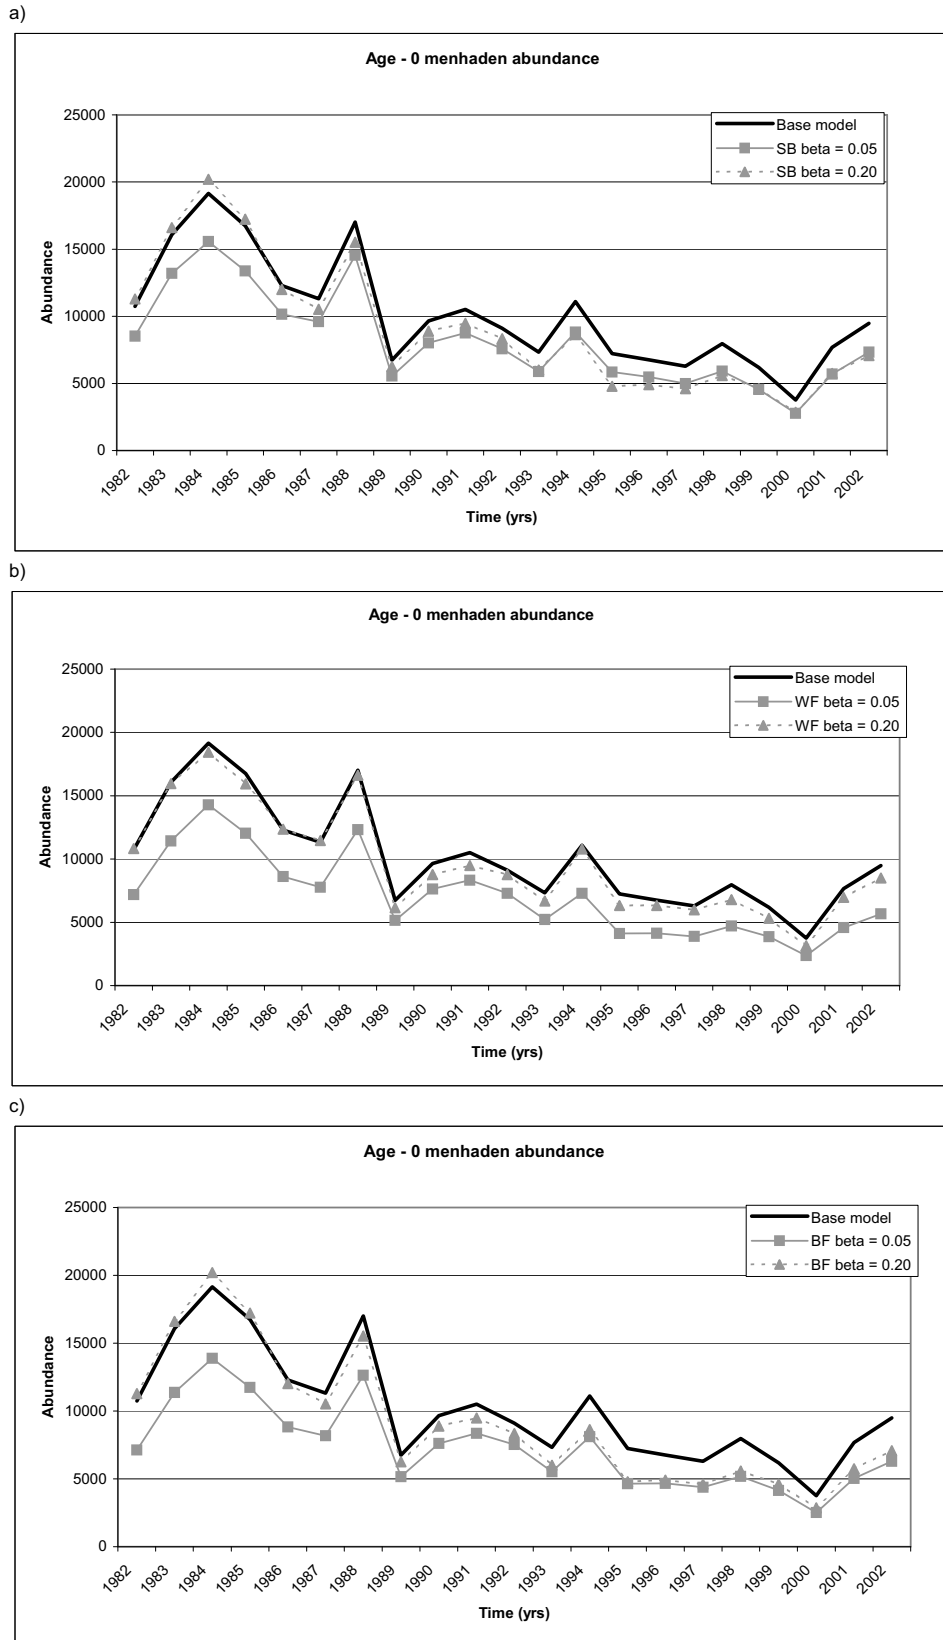 a)
Age - 0 menhaden abundance
25000
20000
15000
10000
5000
0
Abundance
Base model
SB beta = 0.05
SB beta = 0.20
1982 1983 1984 1985 1986 1987 1988 1989 1990 1991 1992 1993 1994 1995 1996 1997 1998 1999 2000 2001 2002
Time (yrs)
b)
Age - 0 menhaden abundance
25000
20000
15000
10000
5000
0
Abundance
Base model
WF beta = 0.05
WF beta = 0.20
1982 1983 1984 1985 1986 1987 1988 1989 1990 1991 1992 1993 1994 1995 1996 1997 1998 1999 2000 2001 2002
Time (yrs)
c)
Age - 0 menhaden abundance
25000
20000
15000
10000
5000
0
Abundance
Base model
BF beta = 0.05
BF beta = 0.20
1982 1983 1984 1985 1986 1987 1988 1989 1990 1991 1992 1993 1994 1995 1996 1997 1998 1999 2000 2001 2002
Time (yrs)